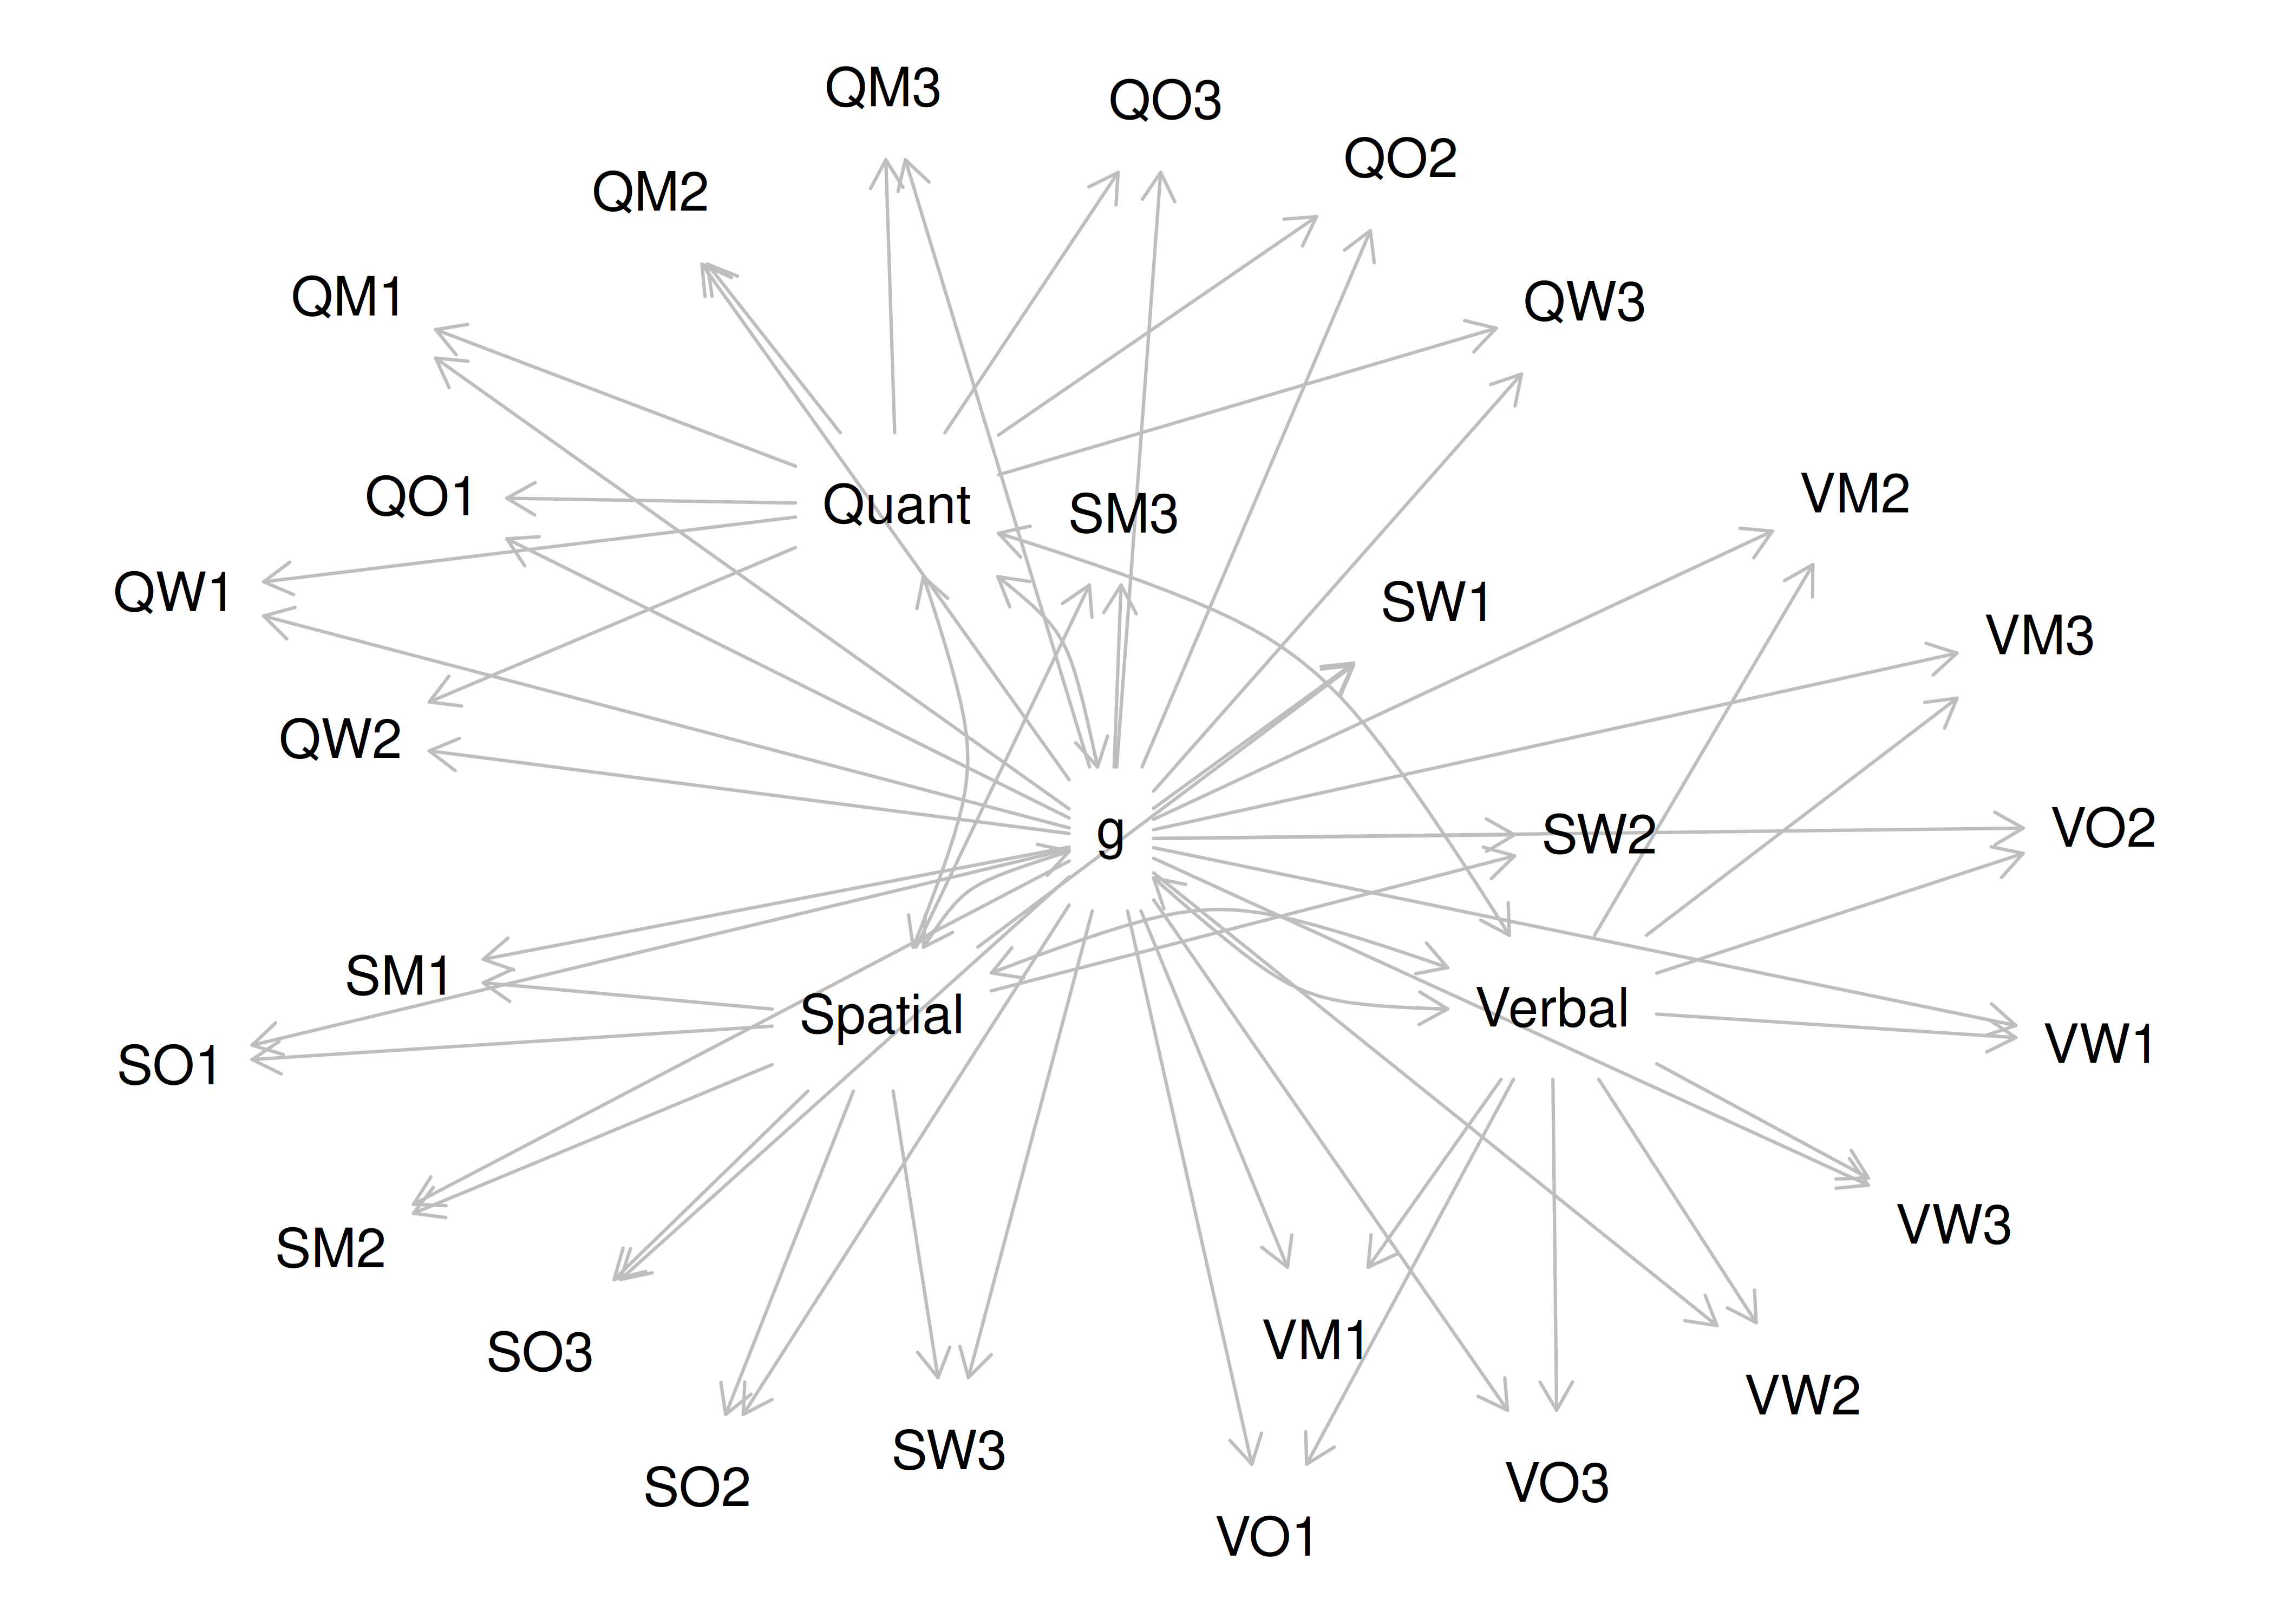 QM3
QO3
QO2
QM2
QM1
QW3
QO1
Quant
SM3
VM2
QW1
SW1
VM3
QW2
g
SW2
VO2
SM1
Spatial
Verbal
SO1
VW1
SM2
VW3
SO3
VM1
VW2
SO2
SW3
VO3
VO1